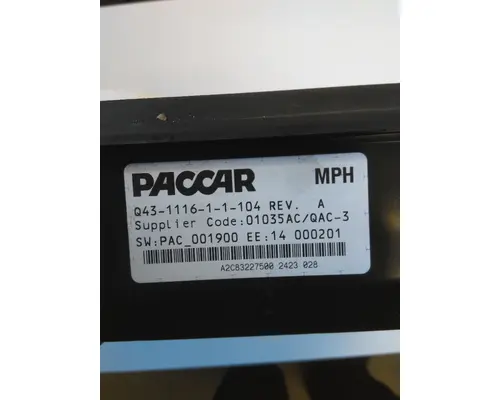 PACCAR MPH
Q43-1116-1-1-104 REV. A
Supplier Code:01035AC/QAC-3
SW:PAC_001900 EE:14 000201
A2C83227500 2423 028